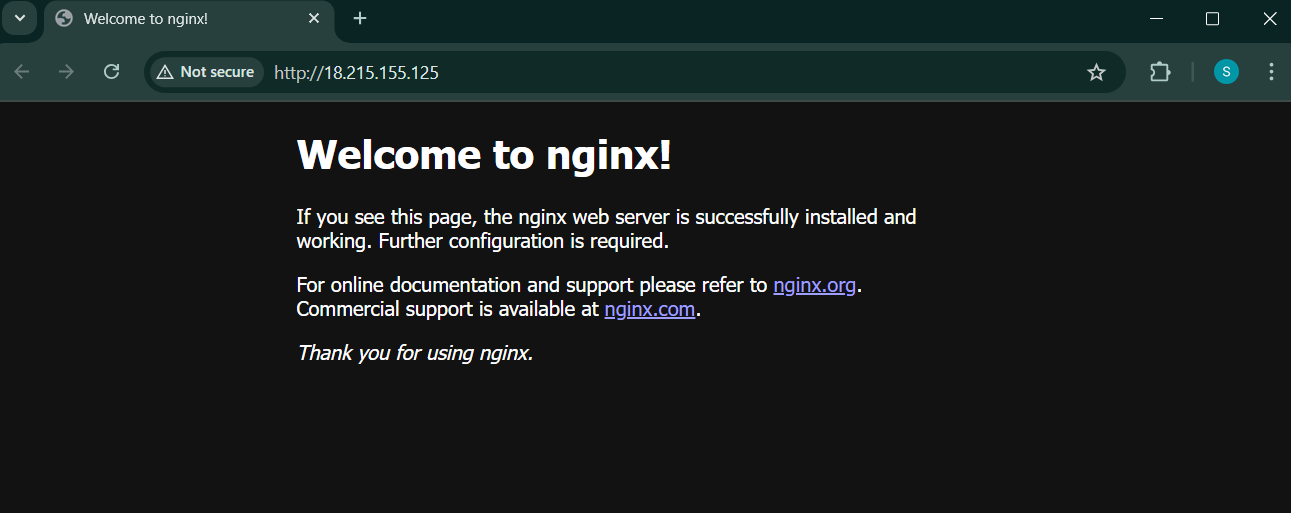 Welcome to nginx!
Not secure
http://18.215.155.125
S
Welcome to nginx!
If you see this page, the nginx web server is successfully installed and
working. Further configuration is required.
For online documentation and support please refer to nginx.org.
Commercial support is available at nginx.com.
Thank you for using nginx.